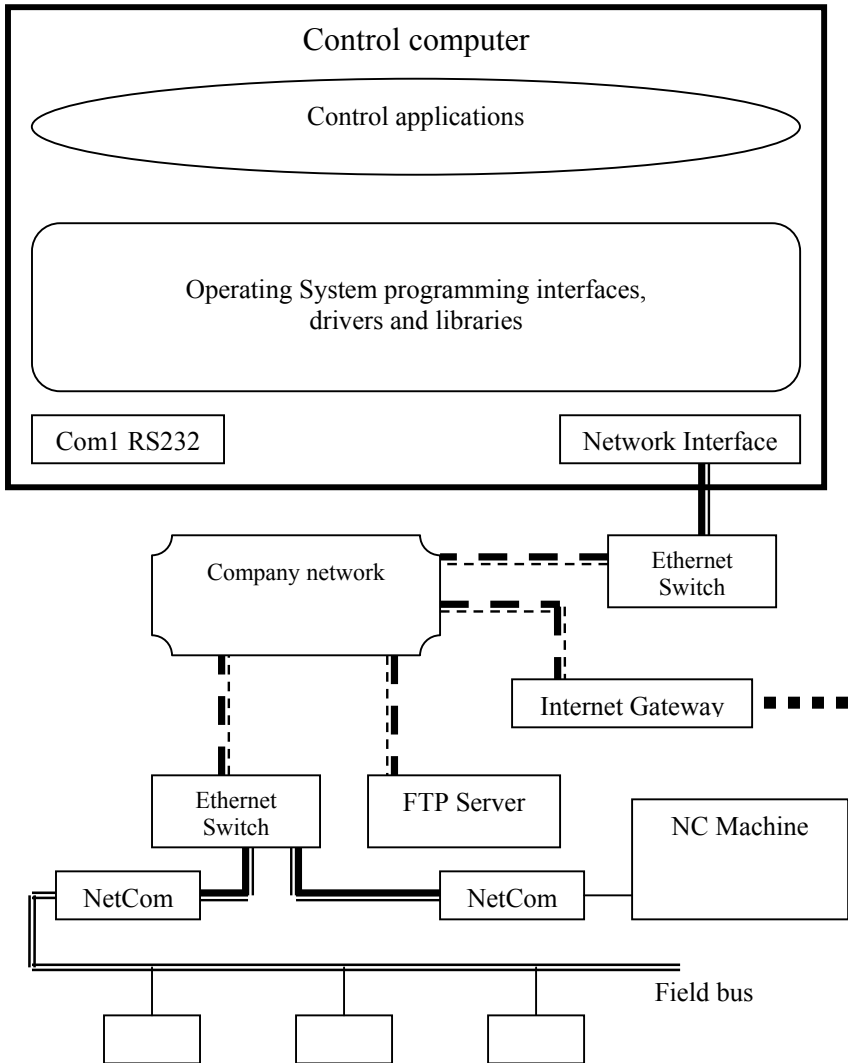 Control computer
Control applications
Operating System programming interfaces,
drivers and libraries
Com1 RS232
Network Interface
Ethernet
Switch
Company network
Internet Gateway
Ethernet
Switch
FTP Server
NC Machine
NetCom
NetCom
Field bus